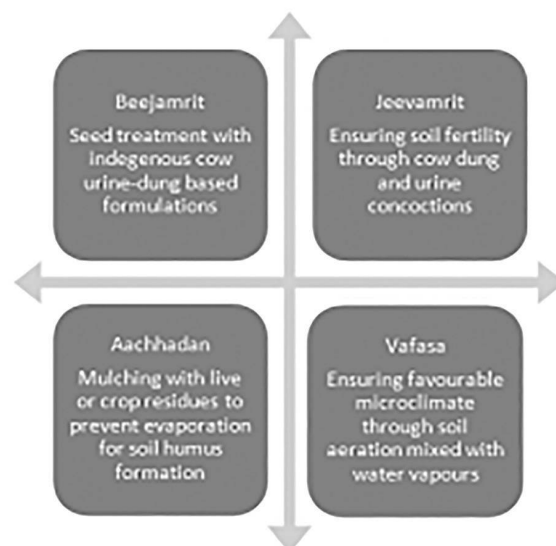 Beejamrit
Seed treatment with
indegenous cow
urine-dung based
formulations
Jeevamrit
Ensuring soil fertility
through cow dung
and urine
concoctions
Aachhadan
Mulching with live
or crop residues to
prevent evaporation
for soil humus
formation
Vafasa
Ensuring favourable
microclimate
through soil
aeration mixed with
water vapours